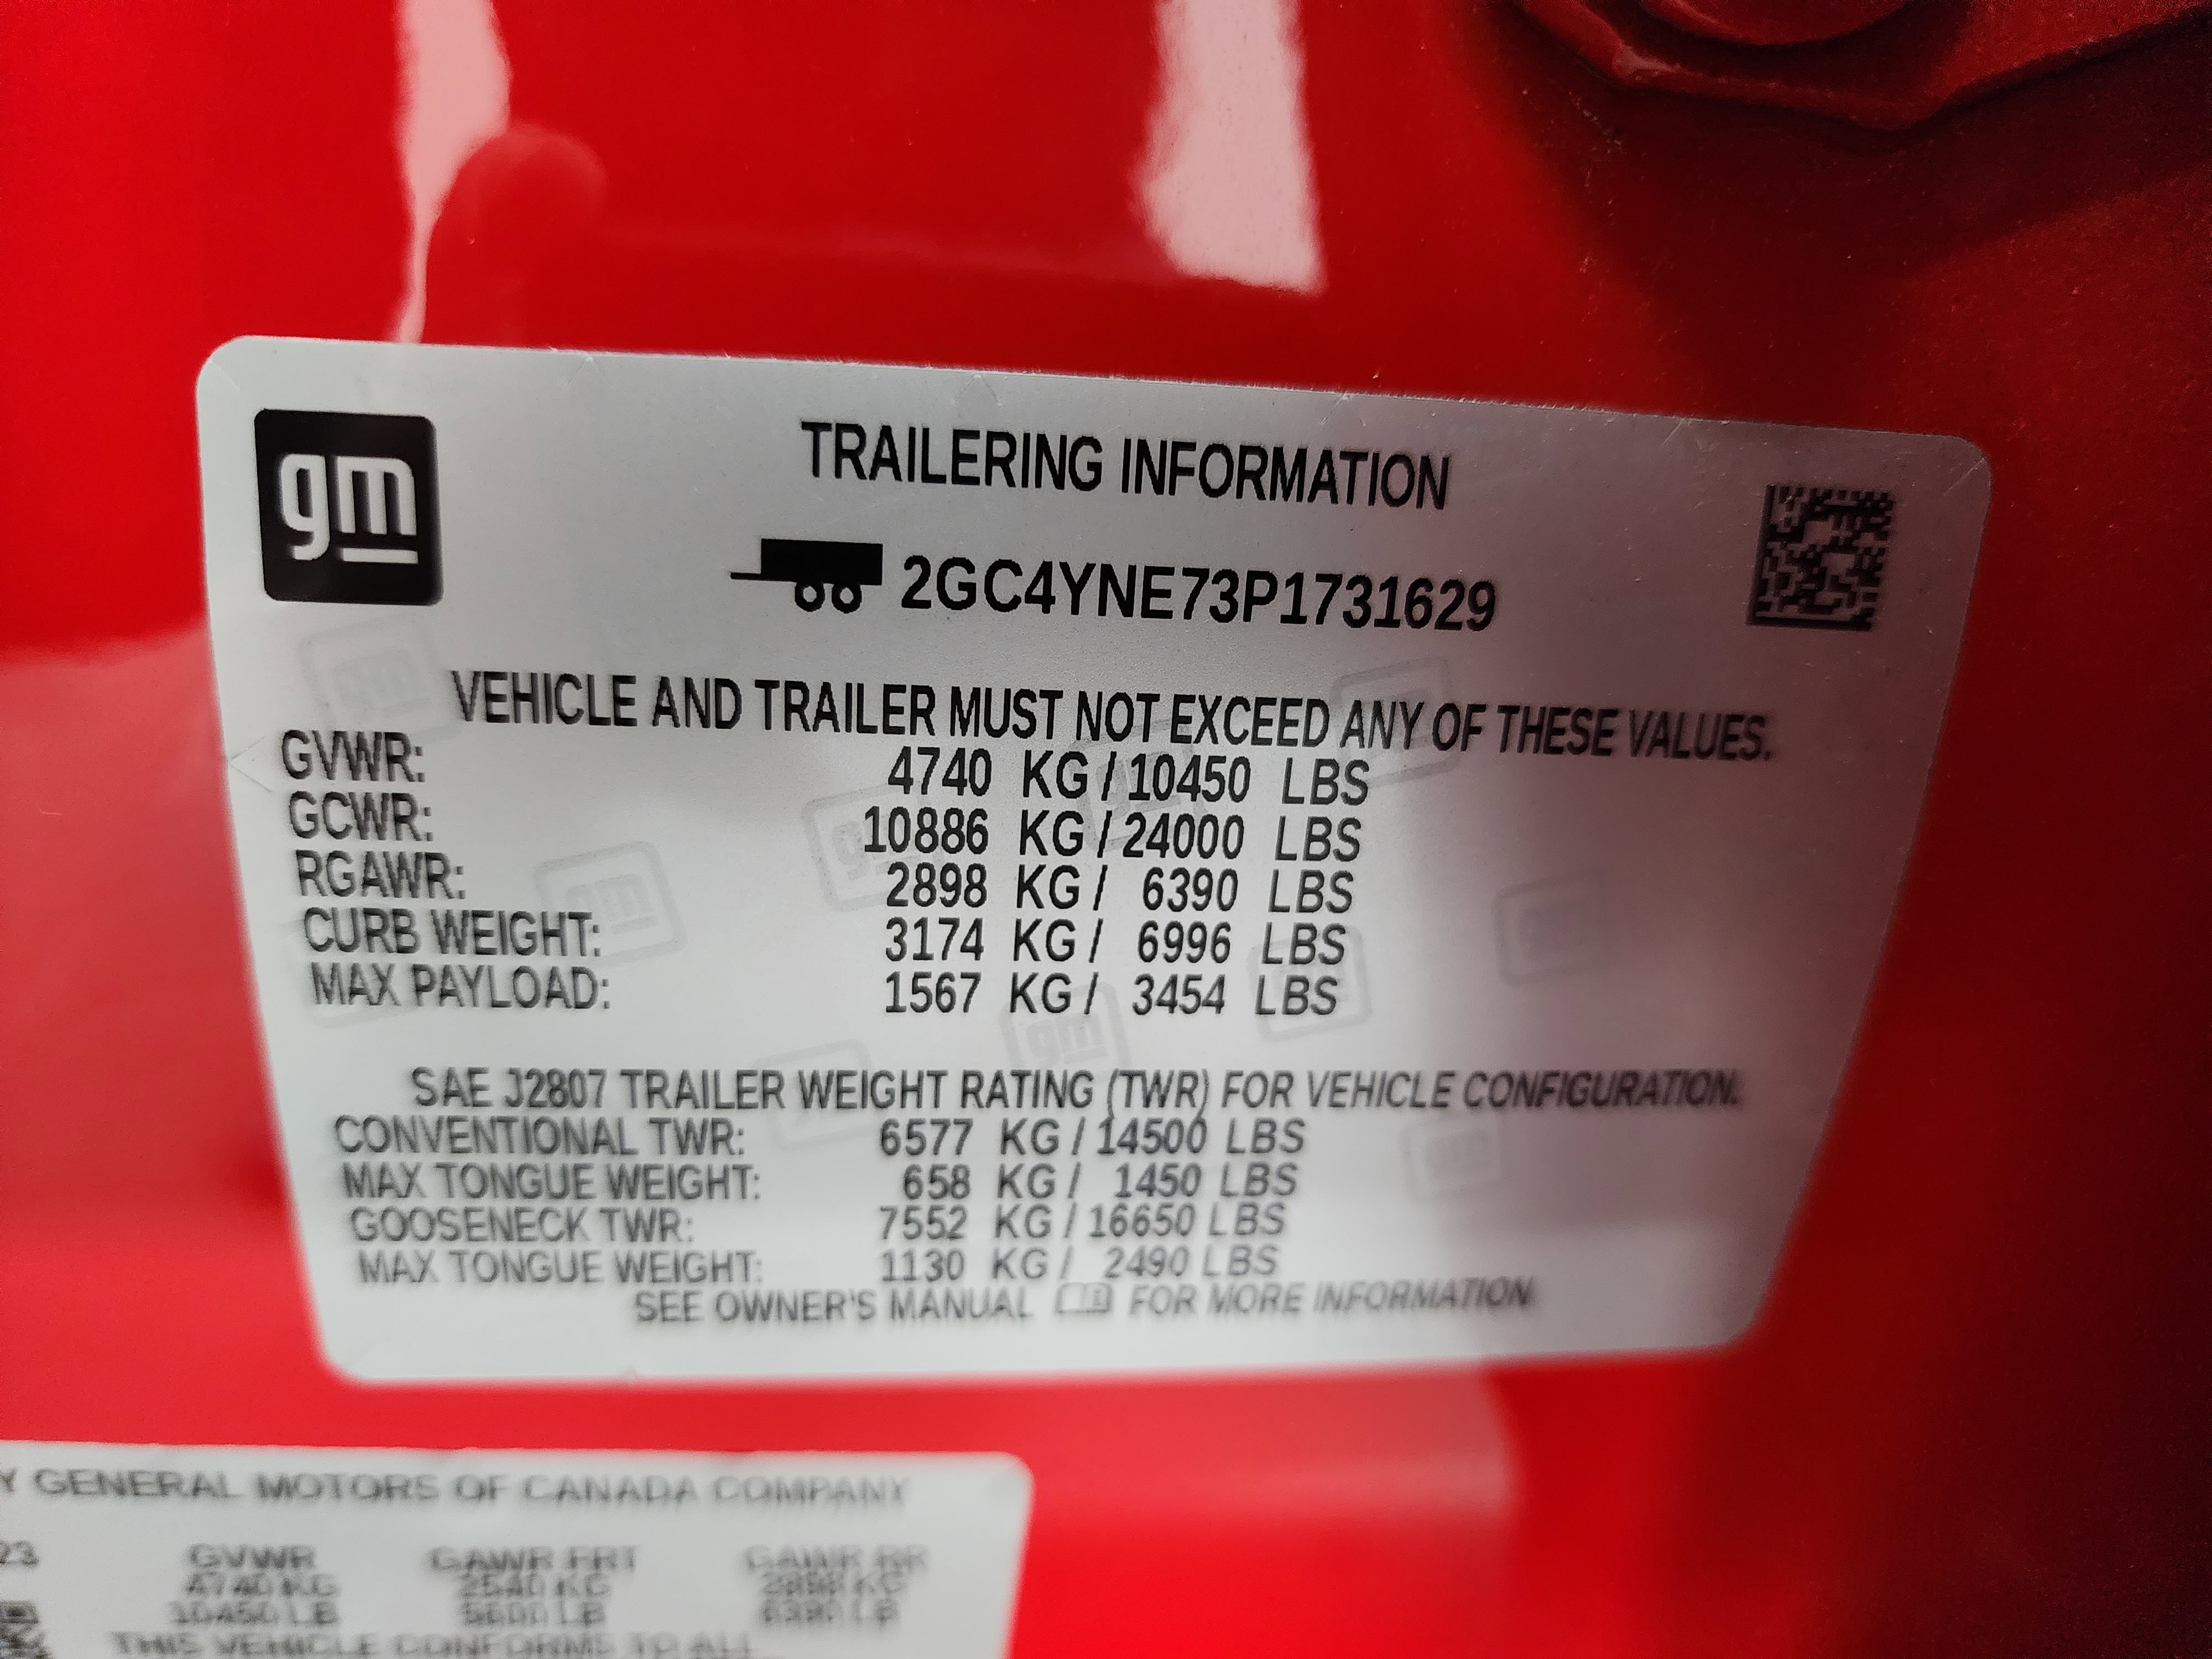 gm
TRAILERING INFORMATION
2GC4YNE73P1731629
VEHICLE AND TRAILER MUST NOT EXCEED ANY OF THESE VALUES.
GVWR: 4740 KG / 10450 LBS
GCWR: 10886 KG / 24000 LBS
RGAWR: 2898 KG / 6390 LBS
CURB WEIGHT: 3174 KG / 6996 LBS
MAX PAYLOAD: 1567 KG / 3454 LBS
SAE J2807 TRAILER WEIGHT RATING (TWR) FOR VEHICLE CONFIGURATION.
CONVENTIONAL TWR: 6577 KG / 14500 LBS
MAX TONGUE WEIGHT: 658 KG / 1450 LBS
GOOSENECK TWR: 7552 KG / 16650 LBS
MAX TONGUE WEIGHT: 1130 KG / 2490 LBS
SEE OWNER'S MANUAL FOR MORE INFORMATION
Y GENERAL MOTORS OF CANADA COMPANY
23 GVWR GAWR FRT GAWR RR
4740 KG 2540 KG 2898 KG
10450 LB 5600 LB 6390 LB
THIS VEHICLE CONFORMS TO ALL